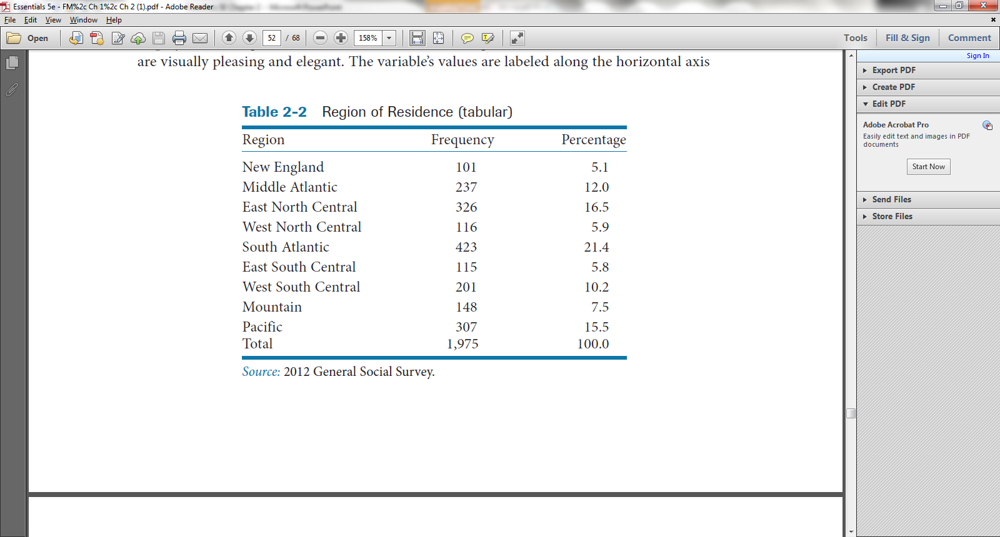 Essentials 5e - FM%2c Ch 1%2c Ch 2 (1).pdf - Adobe Reader
File Edit View Window Help
Open 52 / 68 158% Tools Fill & Sign Comment
Sign In
are visually pleasing and elegant. The variable’s values are labeled along the horizontal axis
Table 2-2 Region of Residence (tabular)
Region Frequency Percentage
New England 101 5.1
Middle Atlantic 237 12.0
East North Central 326 16.5
West North Central 116 5.9
South Atlantic 423 21.4
East South Central 115 5.8
West South Central 201 10.2
Mountain 148 7.5
Pacific 307 15.5
Total 1,975 100.0
Source: 2012 General Social Survey.
Export PDF
Create PDF
Edit PDF
Adobe Acrobat Pro
Easily edit text and images in PDF
documents
Start Now
Send Files
Store Files